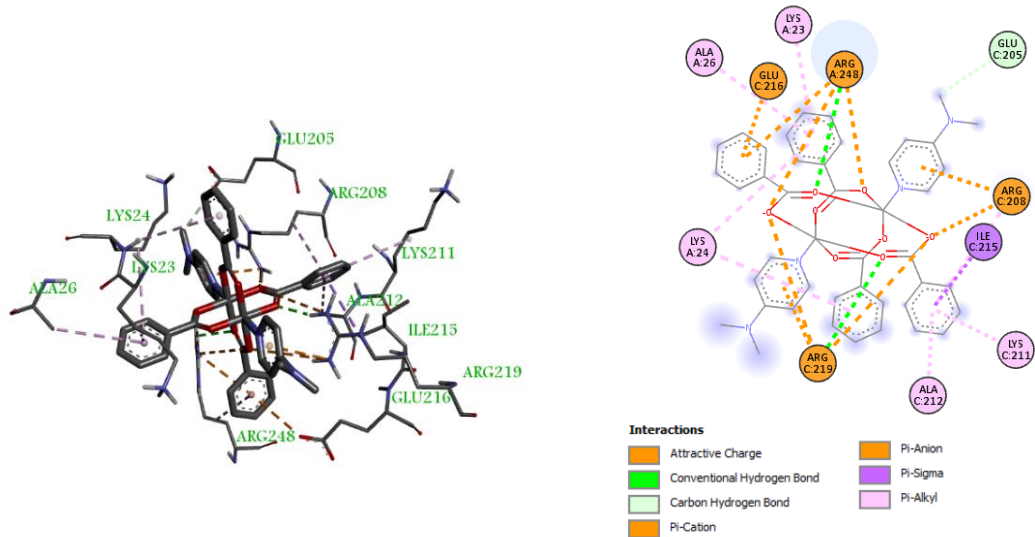 GLU205
ARG208
LYS24
LYS23
LYS211
ALA26
ALA212
ILE215
ARG219
GLU216
ARG248
LYS
A:23
ALA
A:26
GLU
C:216
ARG
A:248
GLU
C:205
N
N
ARG
C:208
O
O
O
-O
O
-O
-O
ILE
C:215
LYS
A:24
N
O
O
N
ARG
C:219
LYS
C:211
ALA
C:212
Interactions
Attractive Charge
Conventional Hydrogen Bond
Carbon Hydrogen Bond
Pi-Cation
Pi-Anion
Pi-Sigma
Pi-Alkyl